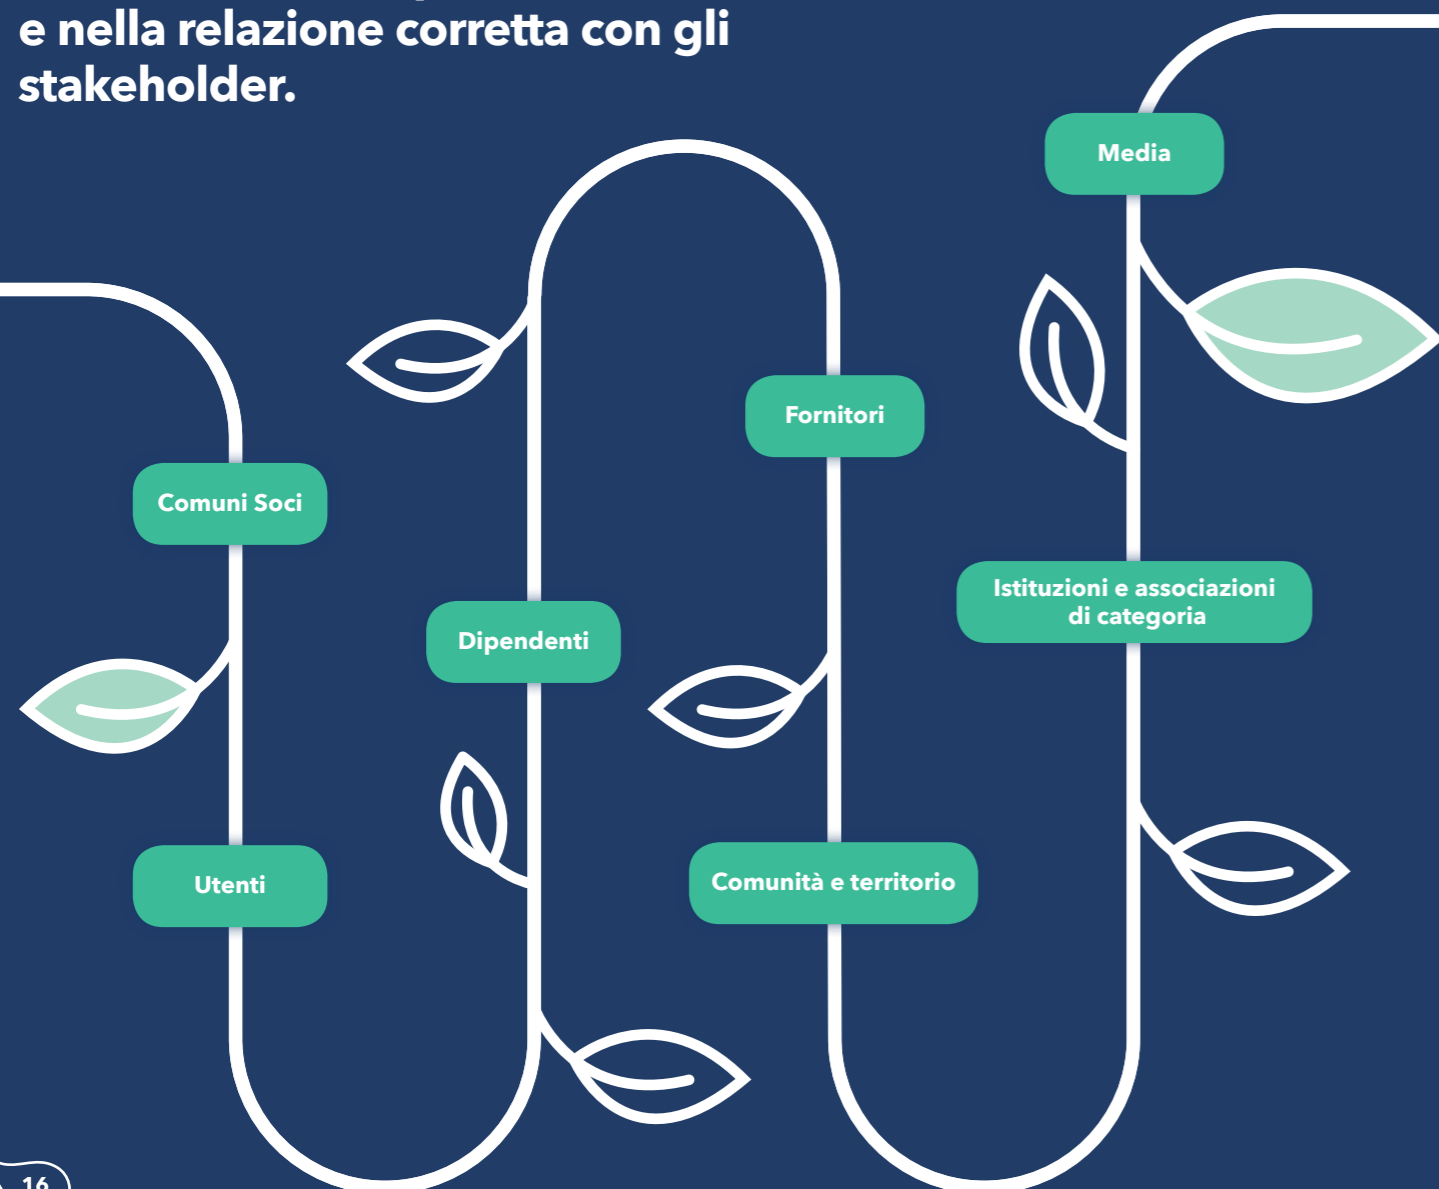 e nella relazione corretta con gli
stakeholder.
Media
Fornitori
Comuni Soci
Istituzioni e associazioni
di categoria
Dipendenti
Utenti
Comunità e territorio
16